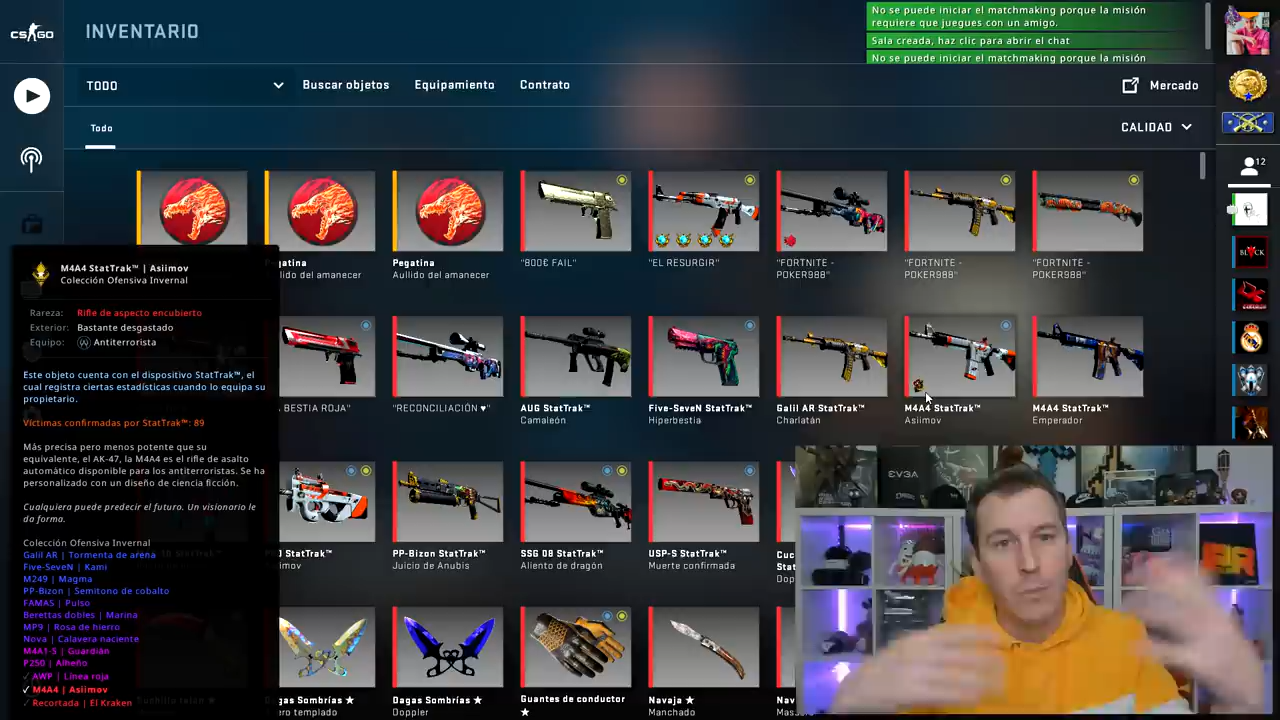 CS GO
INVENTARIO
No se puede iniciar el matchmaking porque la misión
requiere que juegues con un amigo.
Sala creada, haz clic para abrir el chat
No se puede iniciar el matchmaking porque la misión
TODO
Buscar objetos
Equipamiento
Contrato
Mercado
Todo
CALIDAD
12
Pegatina
Aullido del amanecer
"BODE FAIL"
"EL RESURGIR"
"FORTNITE -
POKER988"
"FORTNITE -
POKER988"
"FORTNITE -
POKER988"
BESTIA ROJA"
"RECONCILIACIÓN ♥"
AUG StatTrak™
Camaleón
Five-SeveN StatTrak™
Hiperbestia
Galil AR StatTrak™
Charlatán
M4A4 StatTrak™
Asiimov
M4A4 StatTrak™
Emperador
PP-Bizon StatTrak™
Juicio de Anubis
SSG 08 StatTrak™
Aliento de dragón
USP-S StatTrak™
Muerte confirmada
Dagas Sombrías ★
Dagas Sombrías ★
Doppler
Guantes de conductor
★
Navaja ★
Manchado
M4A4 StatTrak™ | Asiimov
Colección Ofensiva Invernal
Rareza: Rifle de aspecto encubierto
Exterior: Bastante desgastado
Equipo: Antiterrorista
Este objeto cuenta con el dispositivo StatTrak™, el
cual registra ciertas estadísticas cuando lo equipa su
propietario.
Víctimas confirmadas por StatTrak™: 89
Más precisa pero menos potente que su
equivalente, el AK-47, la M4A4 es el rifle de asalto
automático disponible para los antiterroristas. Se ha
personalizado con un diseño de ciencia ficción.
Cualquiera puede predecir el futuro. Un visionario le
da forma.
Colección Ofensiva Invernal
Galil AR | Tormenta de arena
Five-SeveN | Kami
M249 | Magma
PP-Bizon | Semitono de cobalto
FAMAS | Pulso
Berettas dobles | Marina
MP9 | Rosa de hierro
Nova | Calavera naciente
M4A1-S | Guardián
P250 | Alheño
✓ AWP | Línea roja
✓ M4A4 | Asiimov
✓ Recortada | El Kraken
EVGA